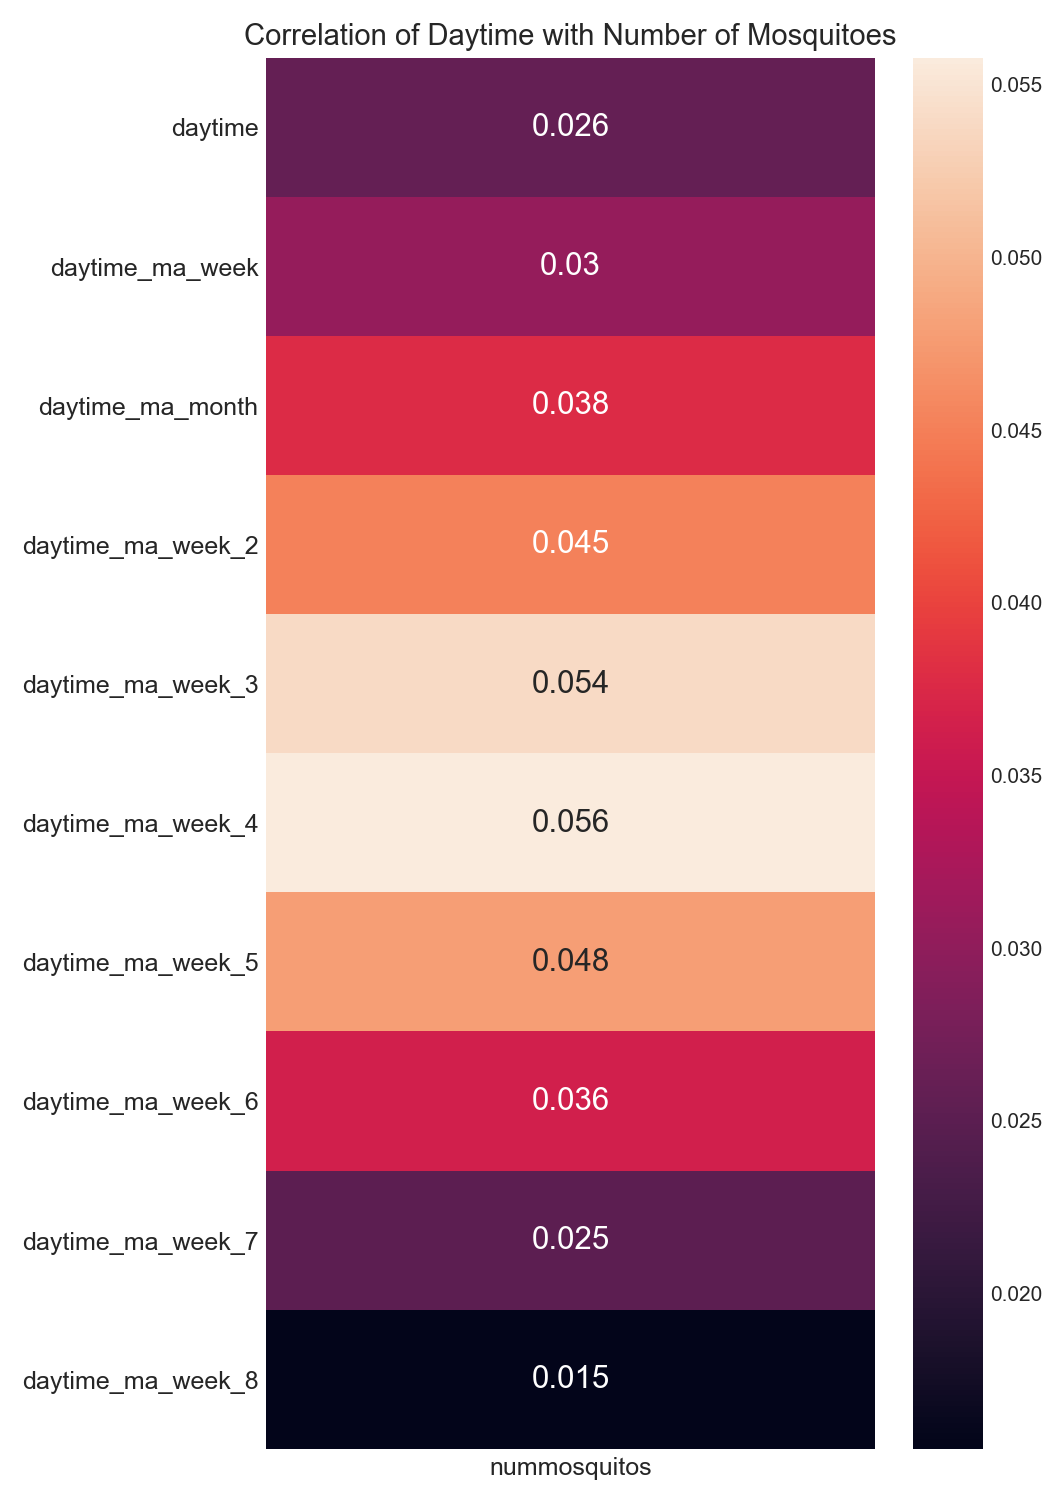 Correlation of Daytime with Number of Mosquitoes
daytime
0.026
daytime_ma_week
0.03
daytime_ma_month
0.038
daytime_ma_week_2
0.045
daytime_ma_week_3
0.054
daytime_ma_week_4
0.056
daytime_ma_week_5
0.048
daytime_ma_week_6
0.036
daytime_ma_week_7
0.025
daytime_ma_week_8
0.015
nummosquitos
0.055
0.050
0.045
0.040
0.035
0.030
0.025
0.020